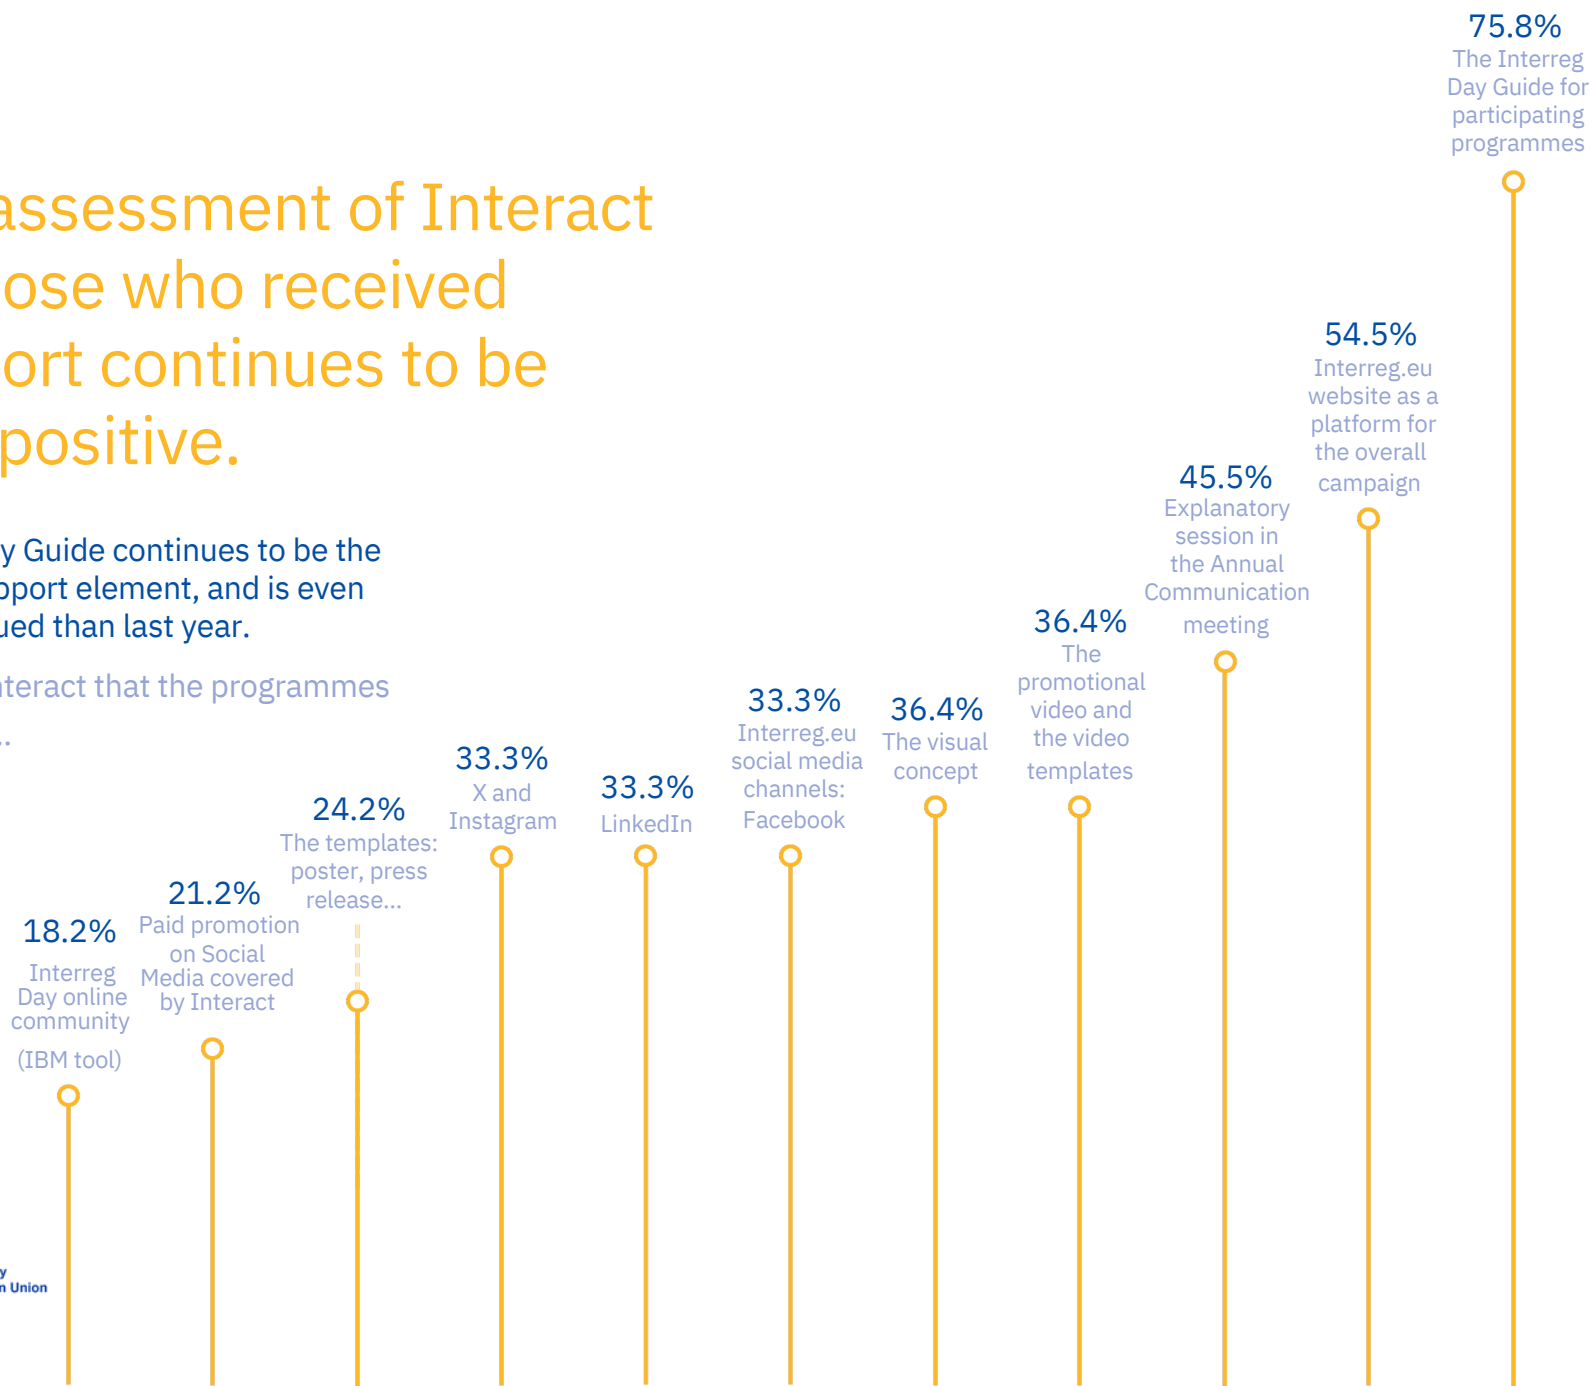 assessment of Interact
ose who received
ort continues to be
positive.
y Guide continues to be the
pport element, and is even
ued than last year.
nteract that the programmes
..
18.2%
Interreg
Day online
community
(IBM tool)
21.2%
Paid promotion
on Social
Media covered
by Interact
24.2%
The templates:
poster, press
release...
33.3%
X and
Instagram
33.3%
LinkedIn
33.3%
Interreg.eu
social media
channels:
Facebook
36.4%
The visual
concept
36.4%
The
promotional
video and
the video
templates
45.5%
Explanatory
session in
the Annual
Communication
meeting
54.5%
Interreg.eu
website as a
platform for
the overall
campaign
75.8%
The Interreg
Day Guide for
participating
programmes
y
n Union